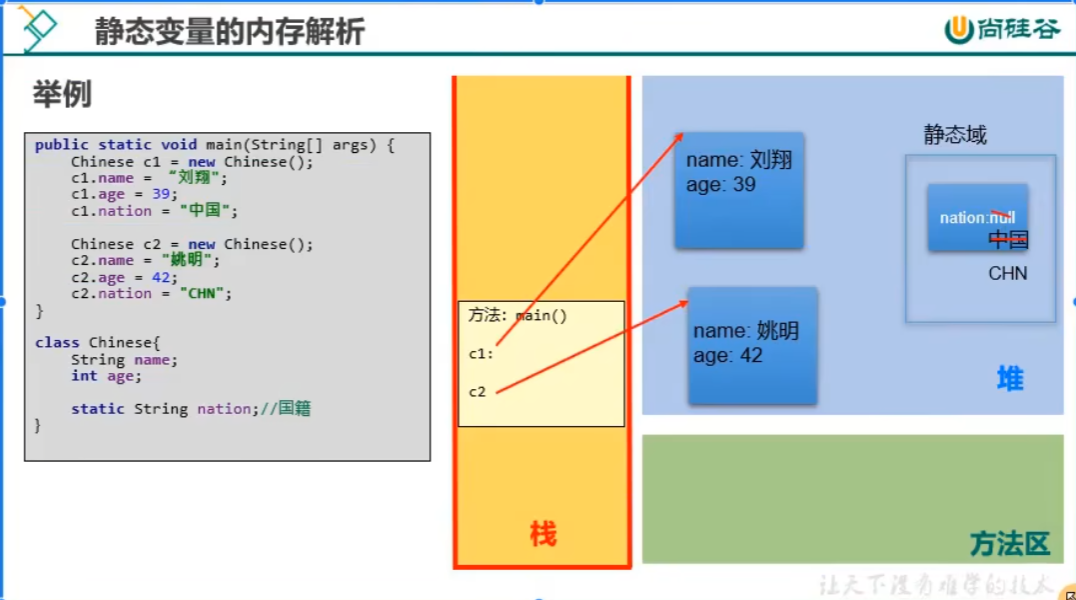 静态变量的内存解析
尚硅谷
举例
public static void main(String[] args) {
Chinese c1 = new Chinese();
c1.name = "刘翔";
c1.age = 39;
c1.nation = "中国";
Chinese c2 = new Chinese();
c2.name = "姚明";
c2.age = 42;
c2.nation = "CHN";
}
class Chinese{
String name;
int age;
static String nation;//国籍
}
方法: main()
c1:
c2
栈
name: 刘翔
age: 39
name: 姚明
age: 42
静态域
nation:null
中国
CHN
堆
方法区
让天下没有难学的技术